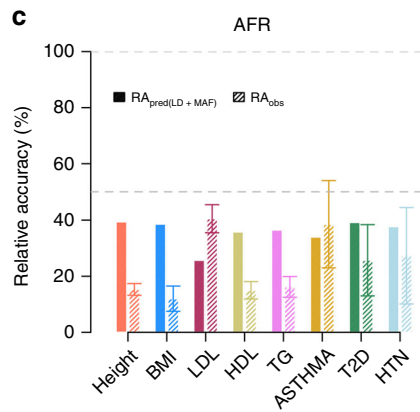 c
AFR
100
80
60
40
20
0
Relative accuracy (%)
RApred(LD + MAF) RAobs
Height BMI LDL HDL TG ASTHMA T2D HTN